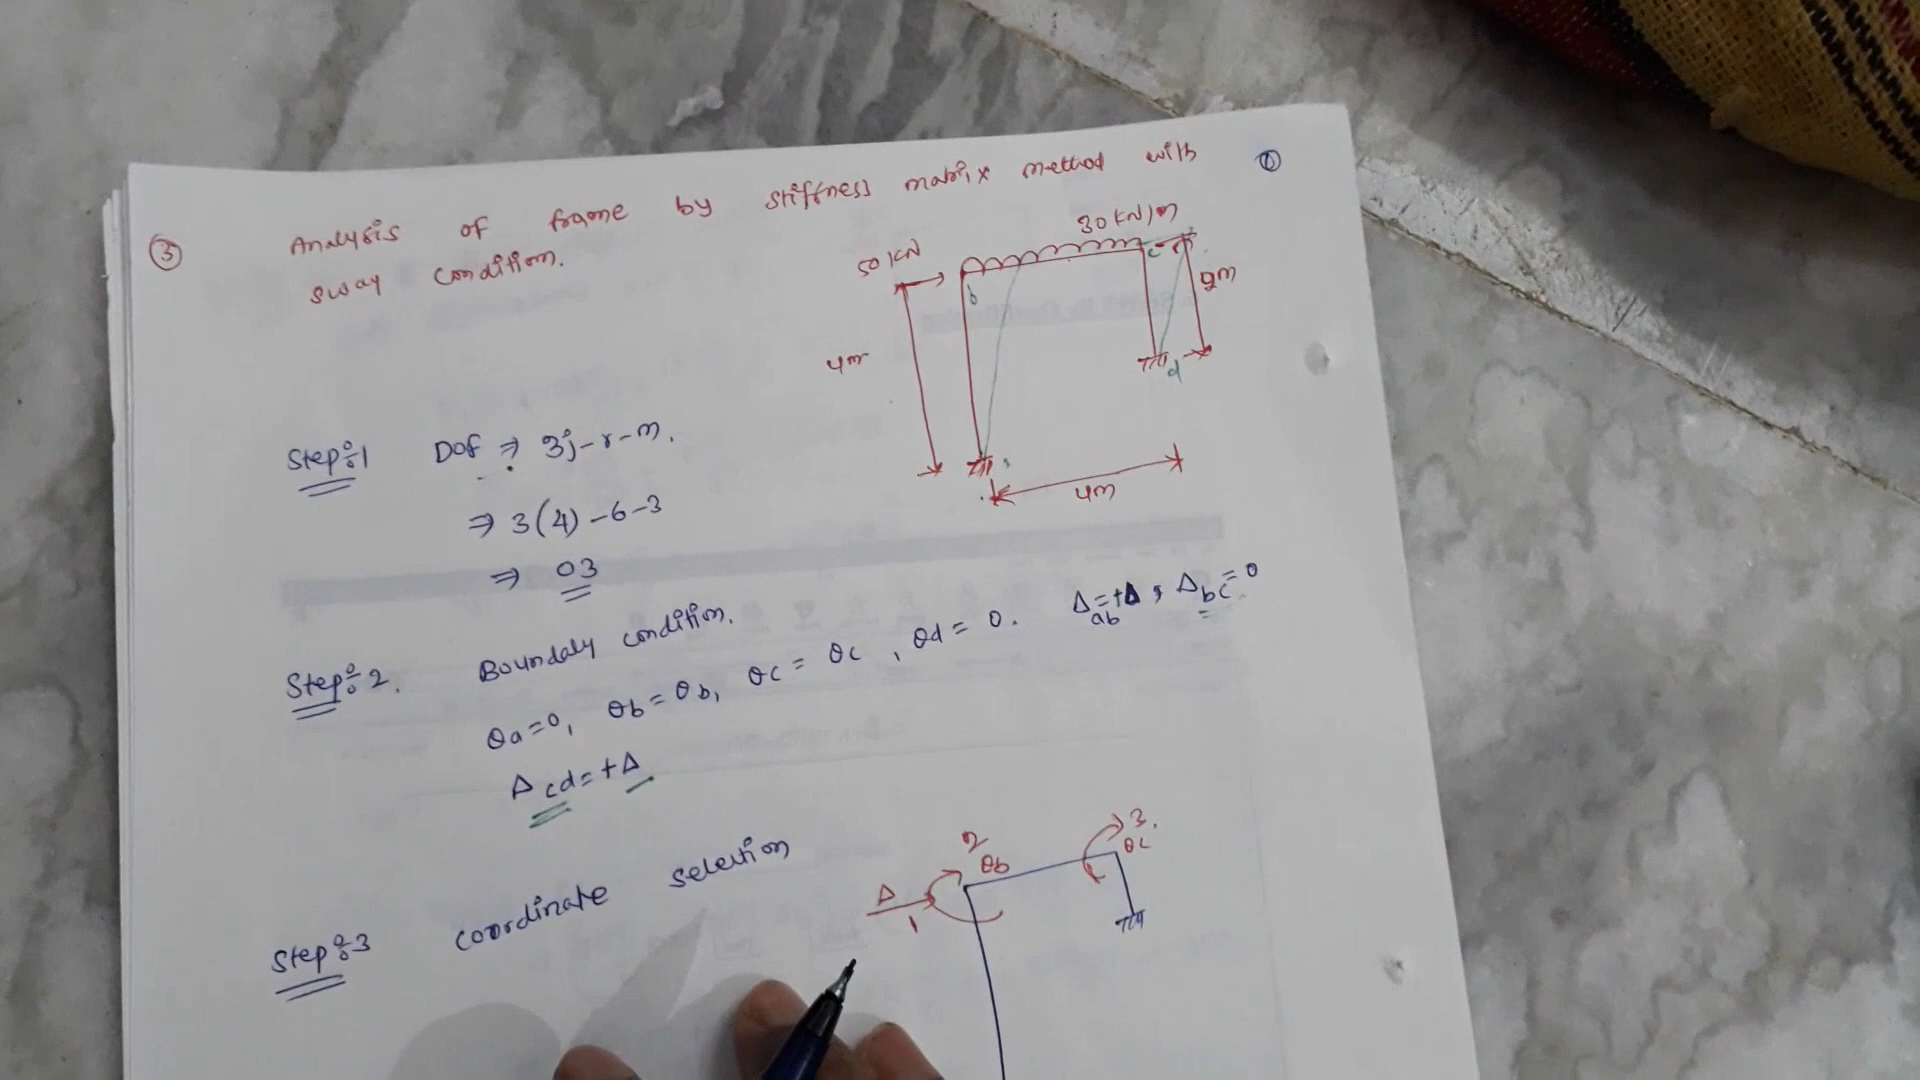 ③ Analysis of frame by stiffness matrix method with
sway condition.
①
50 KN
30 KN/m
b
c
2m
4m
d
4m
Step:1 Dof ⇒ 3j-r-m.
⇒ 3(4)-6-3
⇒ 03
Step:2. Boundary condition.
θa=0, θb=θb, θc=θc, θd=0. Δab=+Δ, Δbc=0
Δcd=+Δ
Step:3 coordinate selection
Δ
1
2
θb
3.
θc